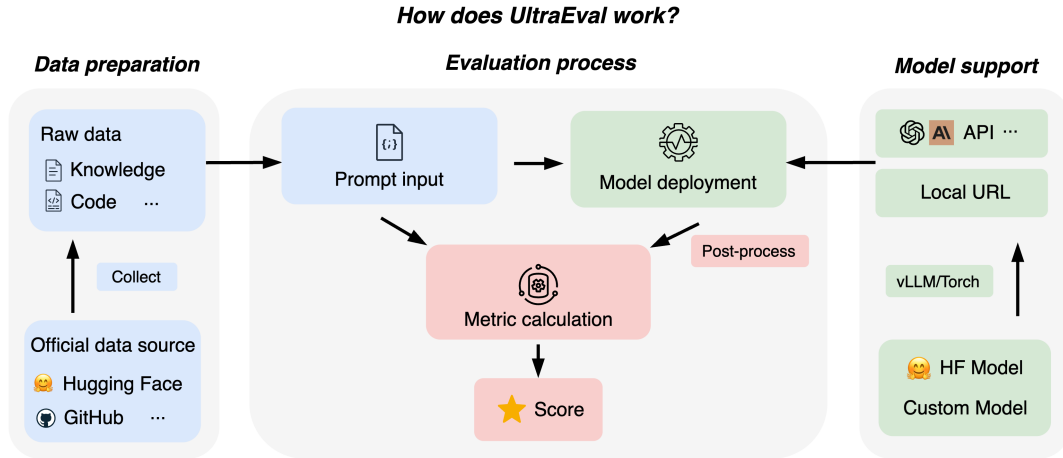 How does UltraEval work?
Data preparation
Evaluation process
Model support
Raw data
Knowledge
Code ...
Collect
Official data source
Hugging Face
GitHub ...
{;}
Prompt input
Model deployment
Post-process
Metric calculation
Score
API ...
Local URL
vLLM/Torch
HF Model
Custom Model